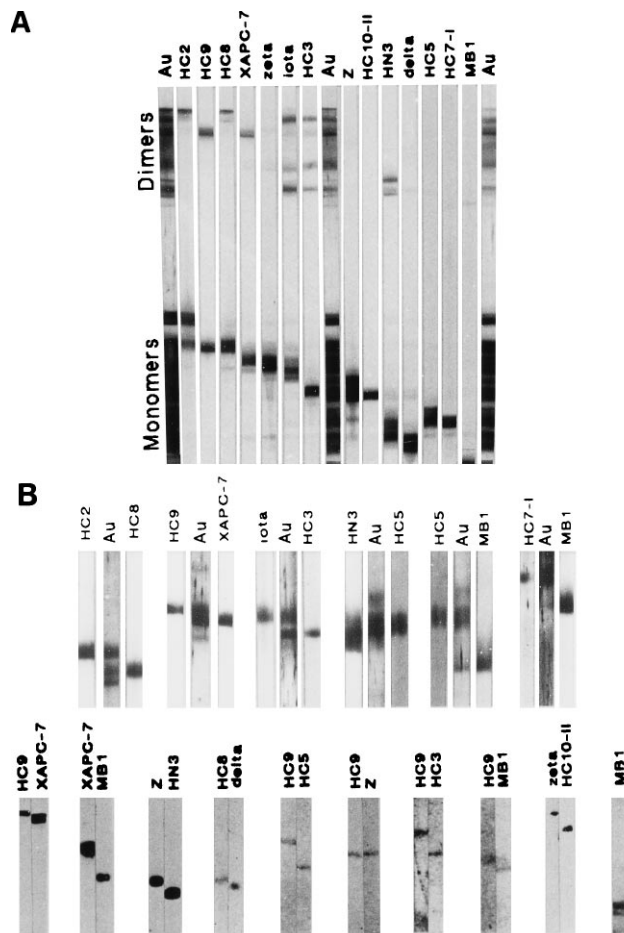 A
Au HC2 HC9 HC8 XAPC-7 zeta iota HC3 Au Z HC10-II HN3 delta HC5 HC7-I MB1 Au
Dimers
Monomers
B
HC2 Au HC8 HC9 Au XAPC-7 iota Au HC3 HN3 Au HC5 HC5 Au MB1 HC7-I Au MB1
HC9 XAPC-7 XAPC-7 MB1 Z HN3 HC8 delta HC9 HC5 HC9 Z HC9 HC3 HC9 MB1 zeta HC10-II MB1